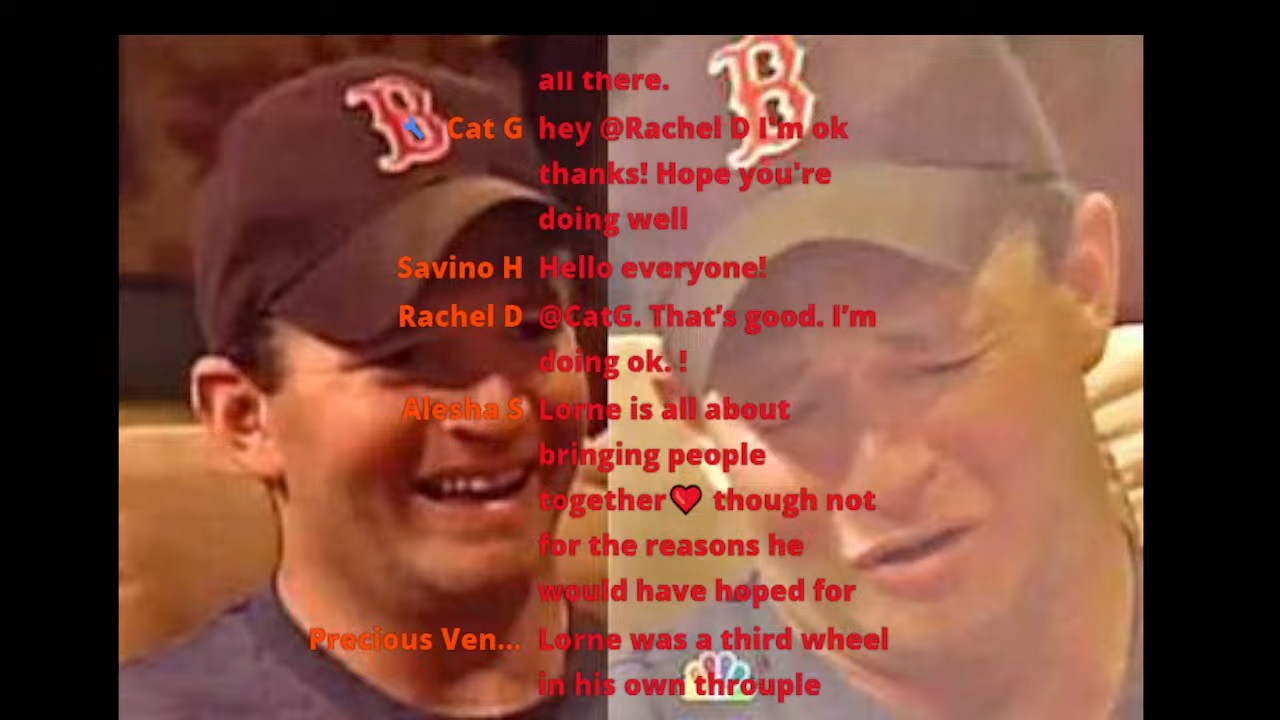 B
B
all there.
Cat G hey @Rachel D I'm ok
thanks! Hope you're
doing well
Savino H Hello everyone!
Rachel D @CatG. That’s good. I’m
doing ok. !
Alesha S Lorne is all about
bringing people
together❤️ though not
for the reasons he
would have hoped for
Precious Ven... Lorne was a third wheel
in his own throuple